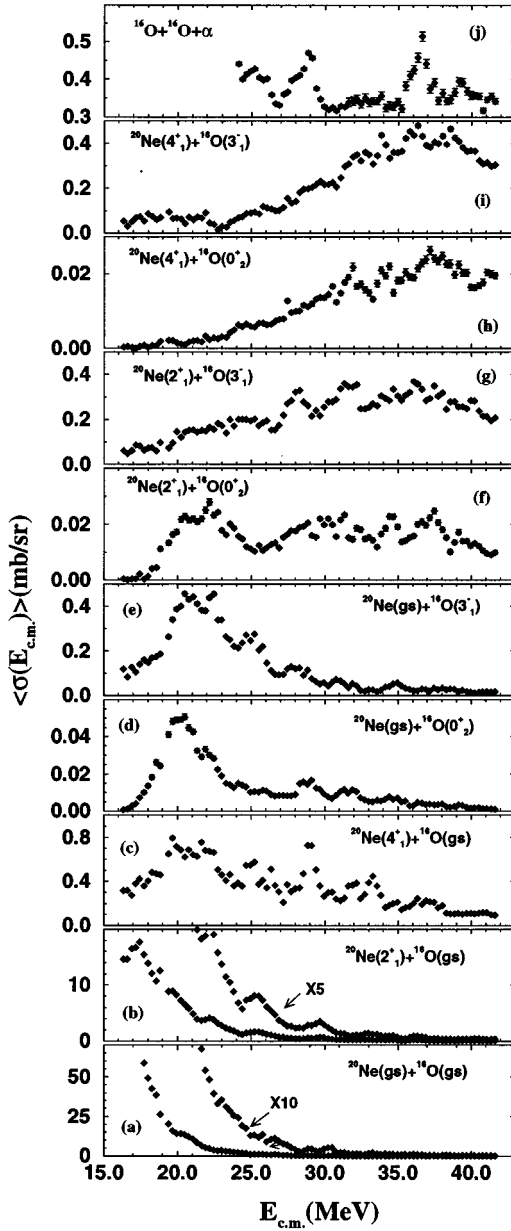 0.5
¹⁶O+¹⁶O+α
(j)
0.4
0.3
0.4
²⁰Ne(4⁺₁)+¹⁶O(3⁻₁)
0.2
(i)
0.0
²⁰Ne(4⁺₁)+¹⁶O(0⁺₂)
0.02
(h)
0.00
²⁰Ne(2⁺₁)+¹⁶O(3⁻₁)
(g)
0.4
0.2
0.0
²⁰Ne(2⁺₁)+¹⁶O(0⁺₂)
(f)
0.02
0.00
<σ(E_c.m.)>(mb/sr)
(e)
²⁰Ne(gs)+¹⁶O(3⁻₁)
0.4
0.2
0.0
(d)
²⁰Ne(gs)+¹⁶O(0⁺₂)
0.04
0.02
0.00
0.8
²⁰Ne(4⁺₁)+¹⁶O(gs)
(c)
0.4
0.0
²⁰Ne(2⁺₁)+¹⁶O(gs)
10
X5
(b)
0
²⁰Ne(gs)+¹⁶O(gs)
50
X10
25
(a)
0
15.0 20.0 25.0 30.0 35.0 40.0
E_c.m.(MeV)